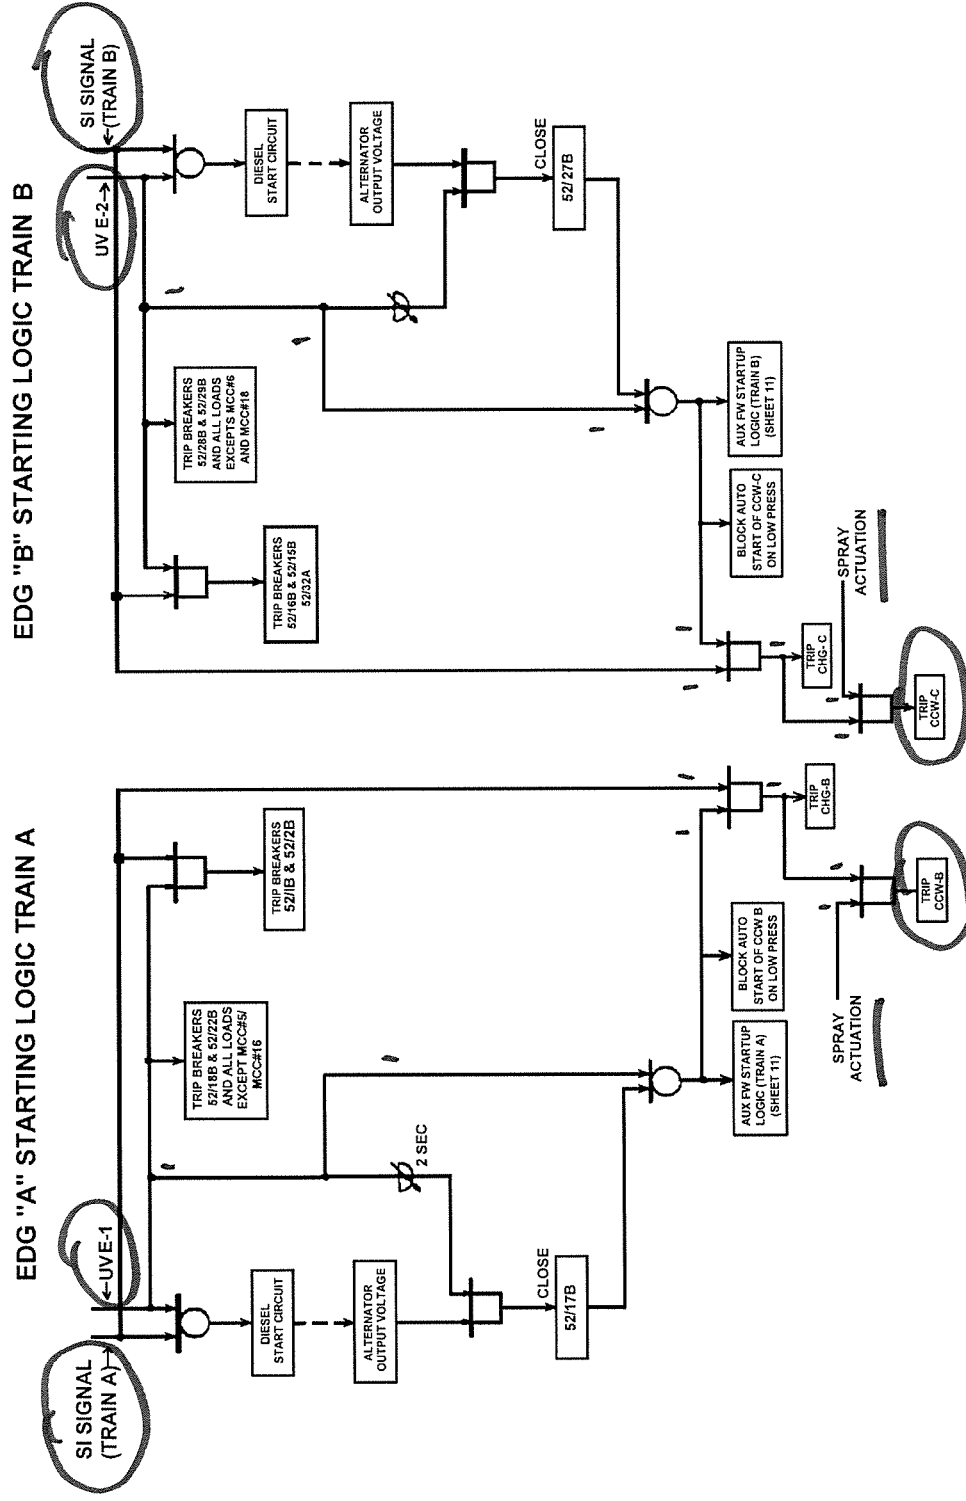 EDG "A" STARTING LOGIC TRAIN A
SI SIGNAL
(TRAIN A)
UVE-1
DIESEL
START CIRCUIT
ALTERNATOR
OUTPUT VOLTAGE
2 SEC
CLOSE
52/17B
TRIP BREAKERS
52/18B & 52/22B
AND ALL LOADS
EXCEPT MCC#5/
MCC#16
TRIP BREAKERS
52/IB & 52/2B
AUX FW STARTUP
LOGIC (TRAIN A)
(SHEET 11)
BLOCK AUTO
START OF CCW B
ON LOW PRESS
TRIP
CHG-B
SPRAY
ACTUATION
TRIP
CCW-B
EDG "B" STARTING LOGIC TRAIN B
UV E-2
SI SIGNAL
(TRAIN B)
DIESEL
START CIRCUIT
ALTERNATOR
OUTPUT VOLTAGE
CLOSE
52/27B
TRIP BREAKERS
52/28B & 52/29B
AND ALL LOADS
EXCEPTS MCC#6
AND MCC#18
TRIP BREAKERS
52/16B & 52/15B
52/32A
AUX FW STARTUP
LOGIC (TRAIN B)
(SHEET 11)
BLOCK AUTO
START OF CCW-C
ON LOW PRESS
TRIP
CHG- C
SPRAY
ACTUATION
TRIP
CCW-C